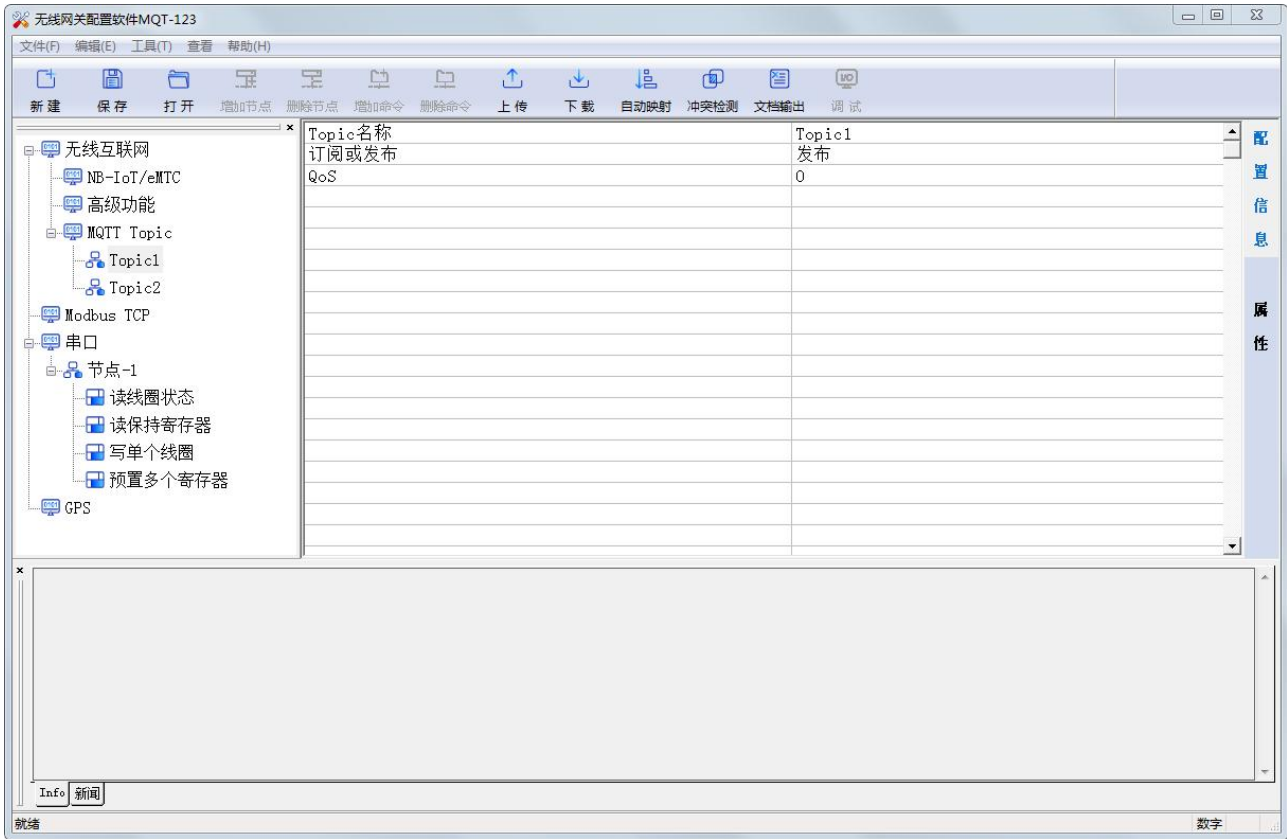 无线网关配置软件MQT-123
文件(F) 编辑(E) 工具(T) 查看 帮助(H)
新建 保存 打开 增加节点 删除节点 增加命令 删除命令 上传 下载 自动映射 冲突检测 文档输出 调试
无线互联网
NB-IoT/eMTC
高级功能
MQTT Topic
Topic1
Topic2
Modbus TCP
串口
节点-1
读线圈状态
读保持寄存器
写单个线圈
预置多个寄存器
GPS
Topic名称 Topic1
订阅或发布 发布
QoS 0
配置信息
属性
Info 新闻
就绪 数字